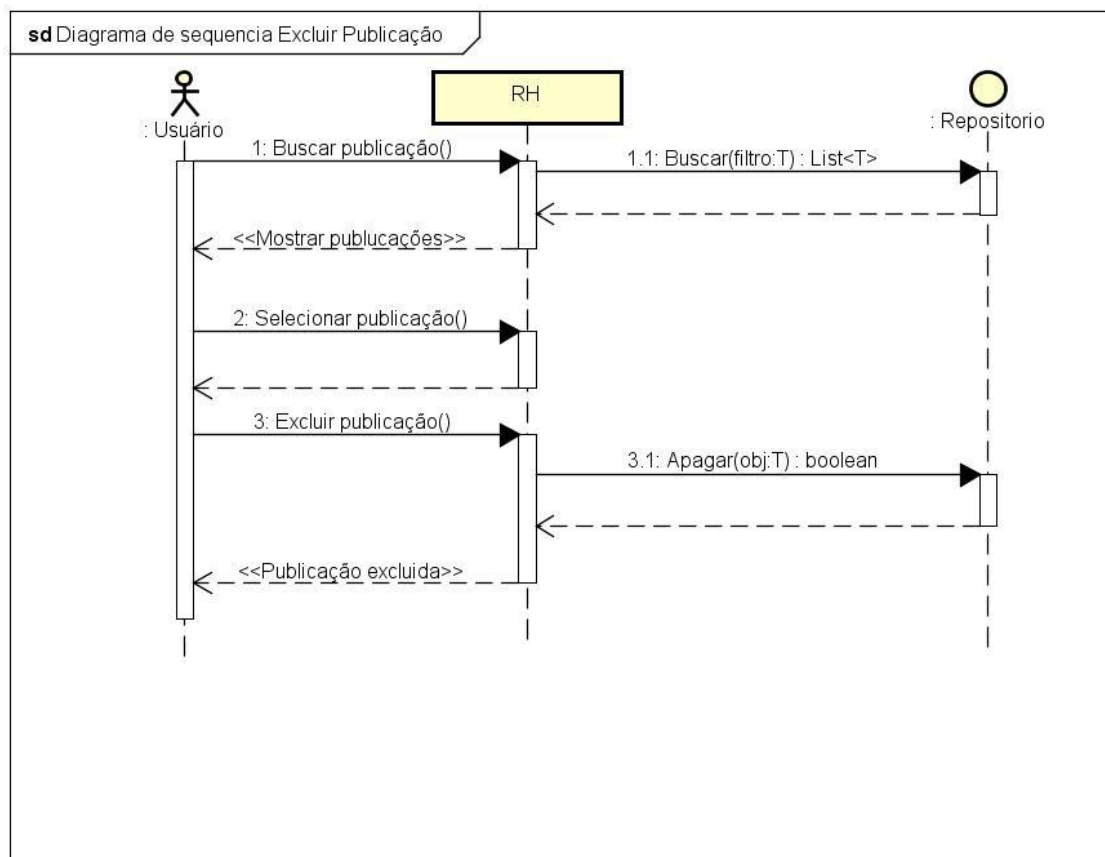 sd Diagrama de sequencia Excluir Publicação
RH
: Usuário
: Repositorio
1: Buscar publicação()
1.1: Buscar(filtro:T) : List<T>
<<Mostrar publucações>>
2: Selecionar publicação()
3: Excluir publicação()
3.1: Apagar(obj:T) : boolean
<<Publicação excluida>>